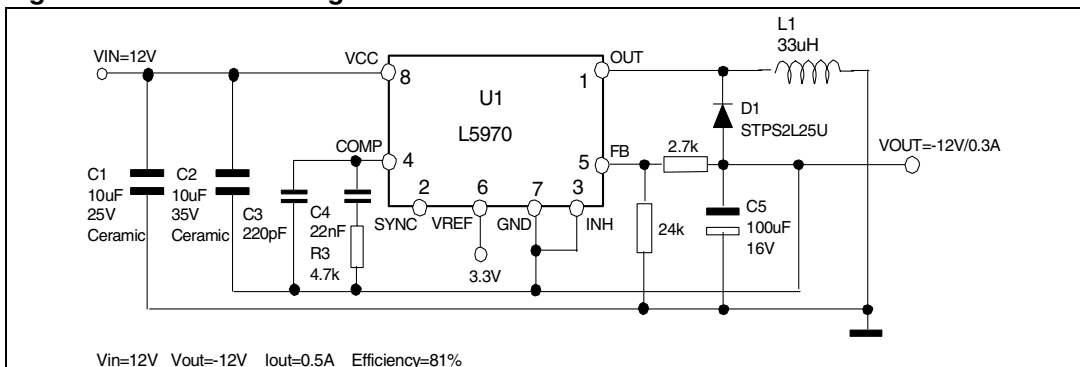 L1
33uH
VIN=12V
VCC
8
OUT
1
U1
L5970
D1
STPS2L25U
COMP
4
FB
5
2.7k
VOUT=-12V/0.3A
C1
10uF
25V
Ceramic
C2
10uF
35V
Ceramic
C3
220pF
C4
22nF
R3
4.7k
2
SYNC
6
VREF
3.3V
7
GND
3
INH
24k
C5
100uF
16V
Vin=12V Vout=-12V Iout=0.5A Efficiency=81%